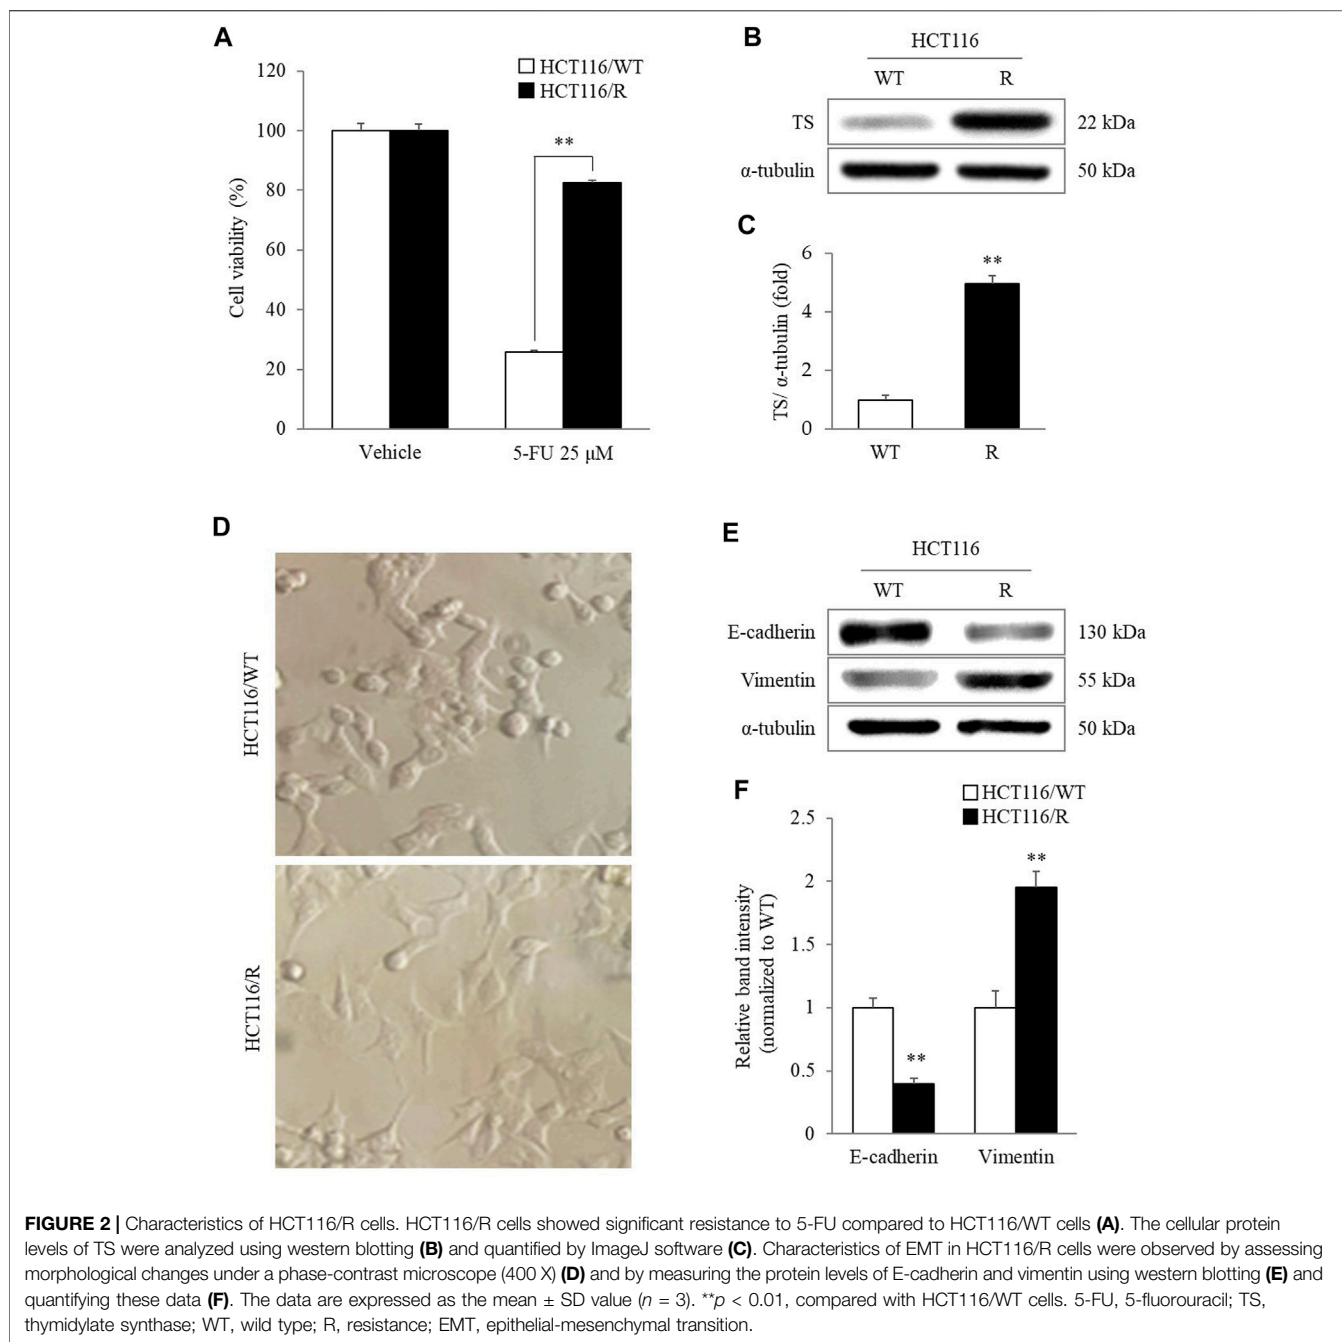 A
HCT116/WT
HCT116/R
120
100
80
60
40
20
0
Cell viability (%)
**
Vehicle
5-FU 25 μM
B
HCT116
WT R
TS 22 kDa
α-tubulin 50 kDa
C
6
4
2
0
TS/ α-tubulin (fold)
**
WT R
D
HCT116/WT
HCT116/R
E
HCT116
WT R
E-cadherin 130 kDa
Vimentin 55 kDa
α-tubulin 50 kDa
F
HCT116/WT
HCT116/R
2.5
2
1.5
1
0.5
0
Relative band intensity
(normalized to WT)
**
**
E-cadherin Vimentin
FIGURE 2 | Characteristics of HCT116/R cells. HCT116/R cells showed significant resistance to 5-FU compared to HCT116/WT cells (A). The cellular protein
levels of TS were analyzed using western blotting (B) and quantified by ImageJ software (C). Characteristics of EMT in HCT116/R cells were observed by assessing
morphological changes under a phase-contrast microscope (400 X) (D) and by measuring the protein levels of E-cadherin and vimentin using western blotting (E) and
quantifying these data (F). The data are expressed as the mean ± SD value (n = 3). **p < 0.01, compared with HCT116/WT cells. 5-FU, 5-fluorouracil; TS,
thymidylate synthase; WT, wild type; R, resistance; EMT, epithelial-mesenchymal transition.